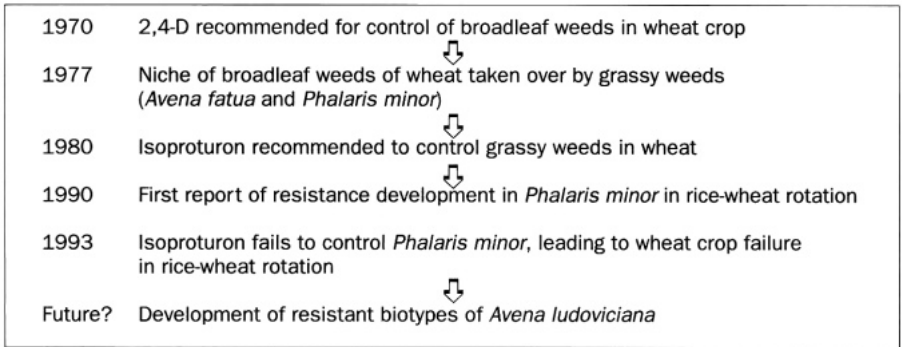 1970 2,4-D recommended for control of broadleaf weeds in wheat crop
1977 Niche of broadleaf weeds of wheat taken over by grassy weeds
(Avena fatua and Phalaris minor)
1980 Isoproturon recommended to control grassy weeds in wheat
1990 First report of resistance development in Phalaris minor in rice-wheat rotation
1993 Isoproturon fails to control Phalaris minor, leading to wheat crop failure
in rice-wheat rotation
Future? Development of resistant biotypes of Avena ludoviciana